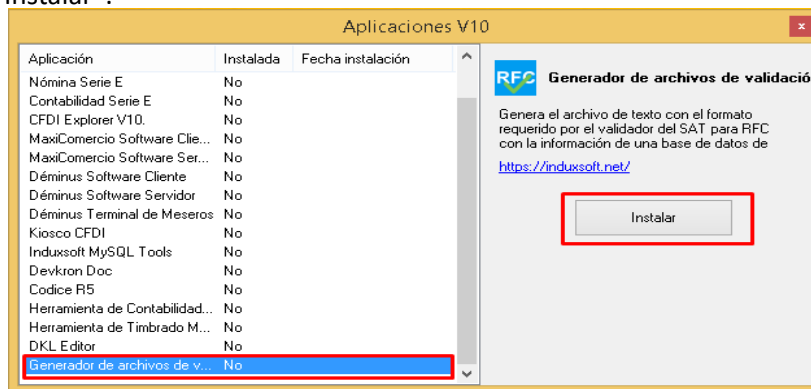 instalar".
Aplicaciones V10
x
Aplicación Instalada Fecha instalación
Nómina Serie E No
Contabilidad Serie E No
CFDI Explorer V10. No
MaxiComercio Software Clie... No
MaxiComercio Software Ser... No
Déminus Software Cliente No
Déminus Software Servidor No
Déminus Terminal de Meseros No
Kiosco CFDI No
Induxsoft MySQL Tools No
Devkron Doc No
Codice R5 No
Herramienta de Contabilidad... No
Herramienta de Timbrado M... No
DKL Editor No
Generador de archivos de v... No
RFC Generador de archivos de validació
Genera el archivo de texto con el formato
requerido por el validador del SAT para RFC
con la información de una base de datos de
https://induxsoft.net/
Instalar